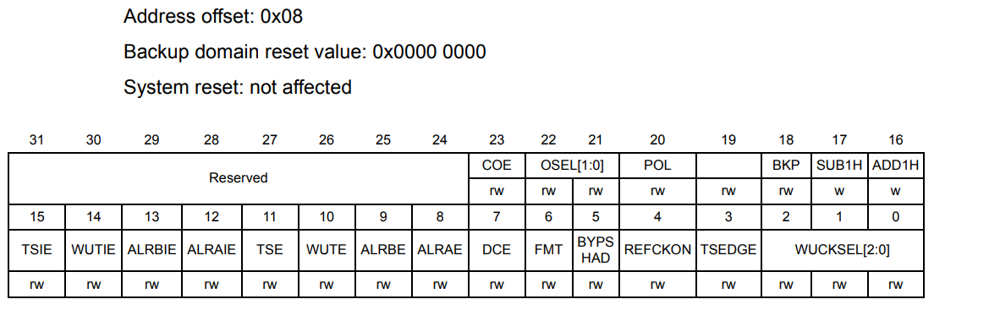 Address offset: 0x08
Backup domain reset value: 0x0000 0000
System reset: not affected
31 30 29 28 27 26 25 24 23 22 21 20 19 18 17 16
Reserved COE OSEL[1:0] POL BKP SUB1H ADD1H
rw rw rw rw rw rw w w
15 14 13 12 11 10 9 8 7 6 5 4 3 2 1 0
TSIE WUTIE ALRBIE ALRAIE TSE WUTE ALRBE ALRAE DCE FMT BYPS HAD REFCKON TSEDGE WUCKSEL[2:0]
rw rw rw rw rw rw rw rw rw rw rw rw rw rw rw rw